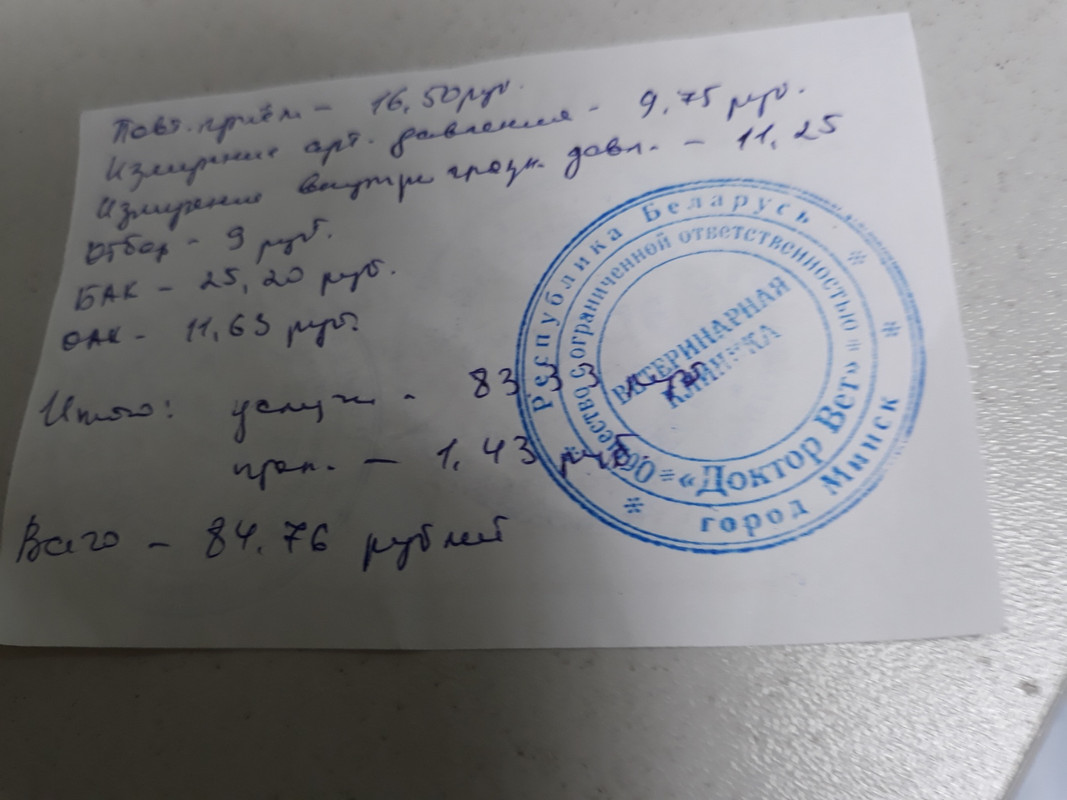 Повт. приём – 16,50 руб.
Измерение арт. давления – 9,75 руб.
Измерение внутриглазн. давл. – 11,25
Отбор – 9 руб.
БАК – 25,20 руб.
ОАК – 11,63 руб.
Итого: услуги – 83,33 руб
преп. – 1,43 руб.
Всего – 84,76 рублей
Республика Беларусь
город Минск
Общество с ограниченной ответственностью
«Доктор Вет»
ВЕТЕРИНАРНАЯ
КЛИНИКА